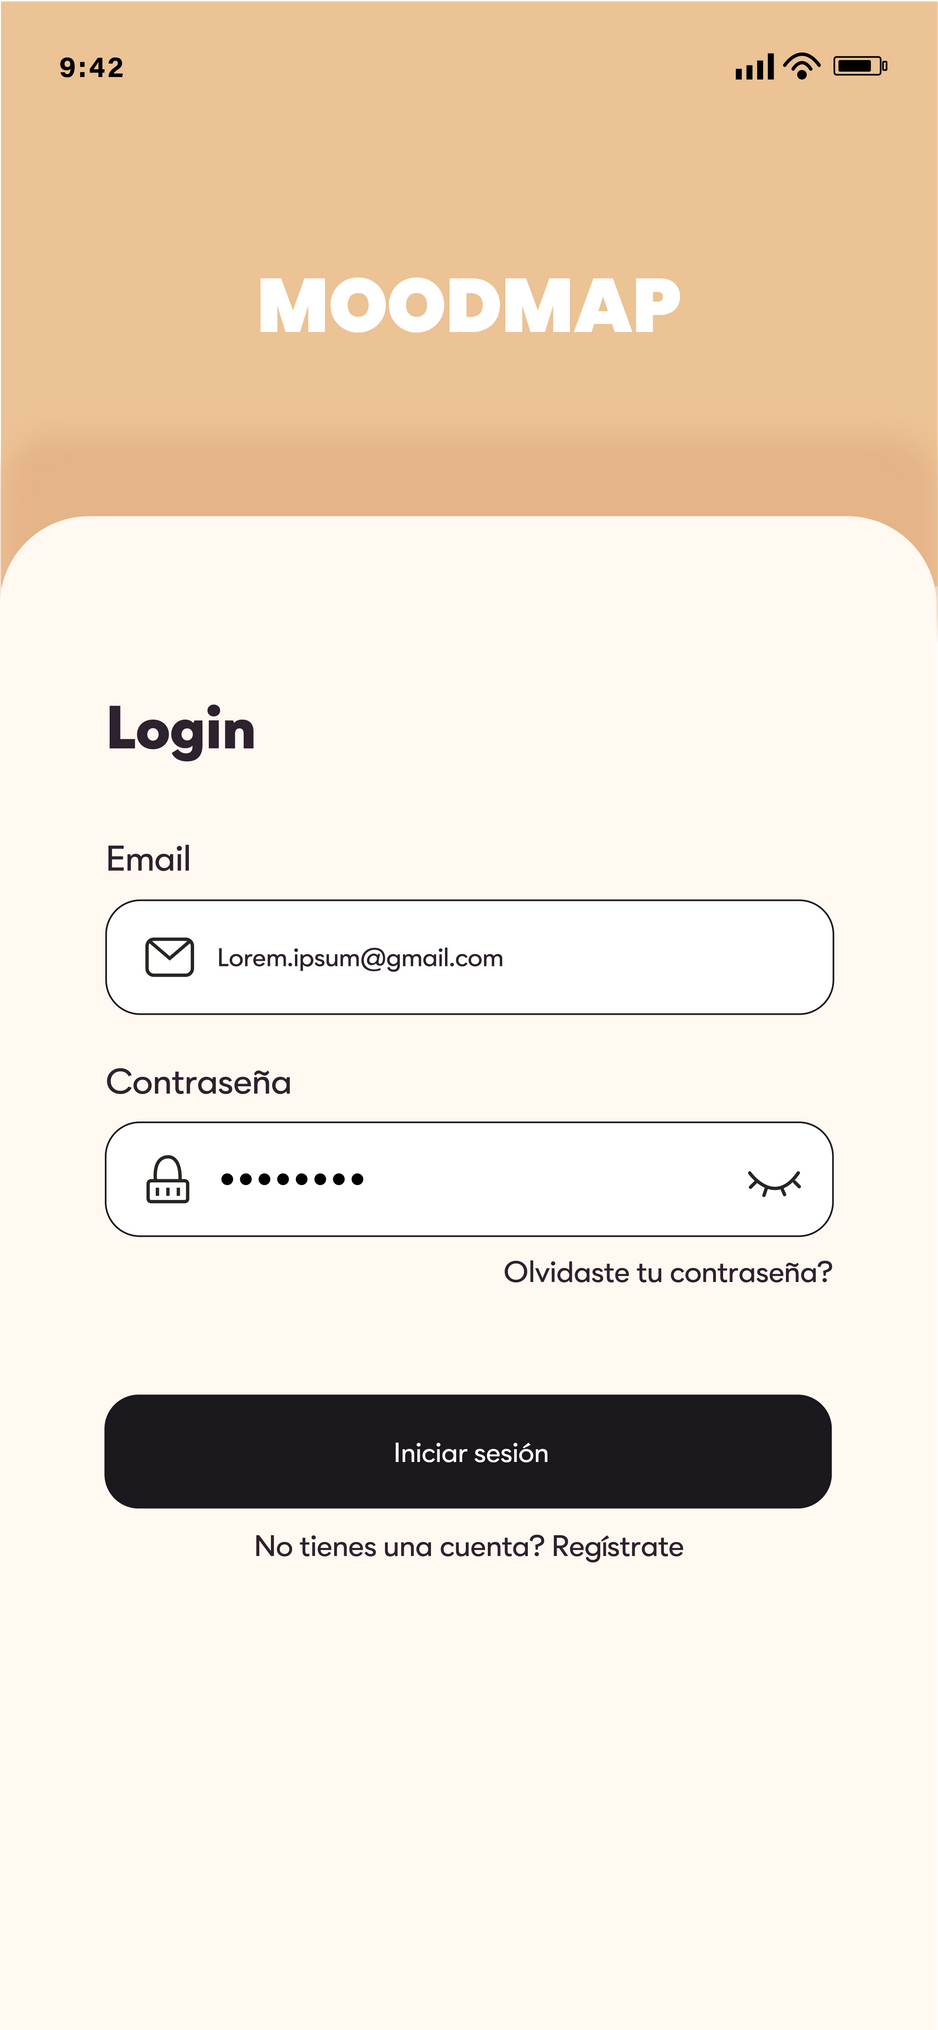 9:42
MOODMAP
Login
Email
Lorem.ipsum@gmail.com
Contraseña
••••••••
Olvidaste tu contraseña?
Iniciar sesión
No tienes una cuenta? Regístrate